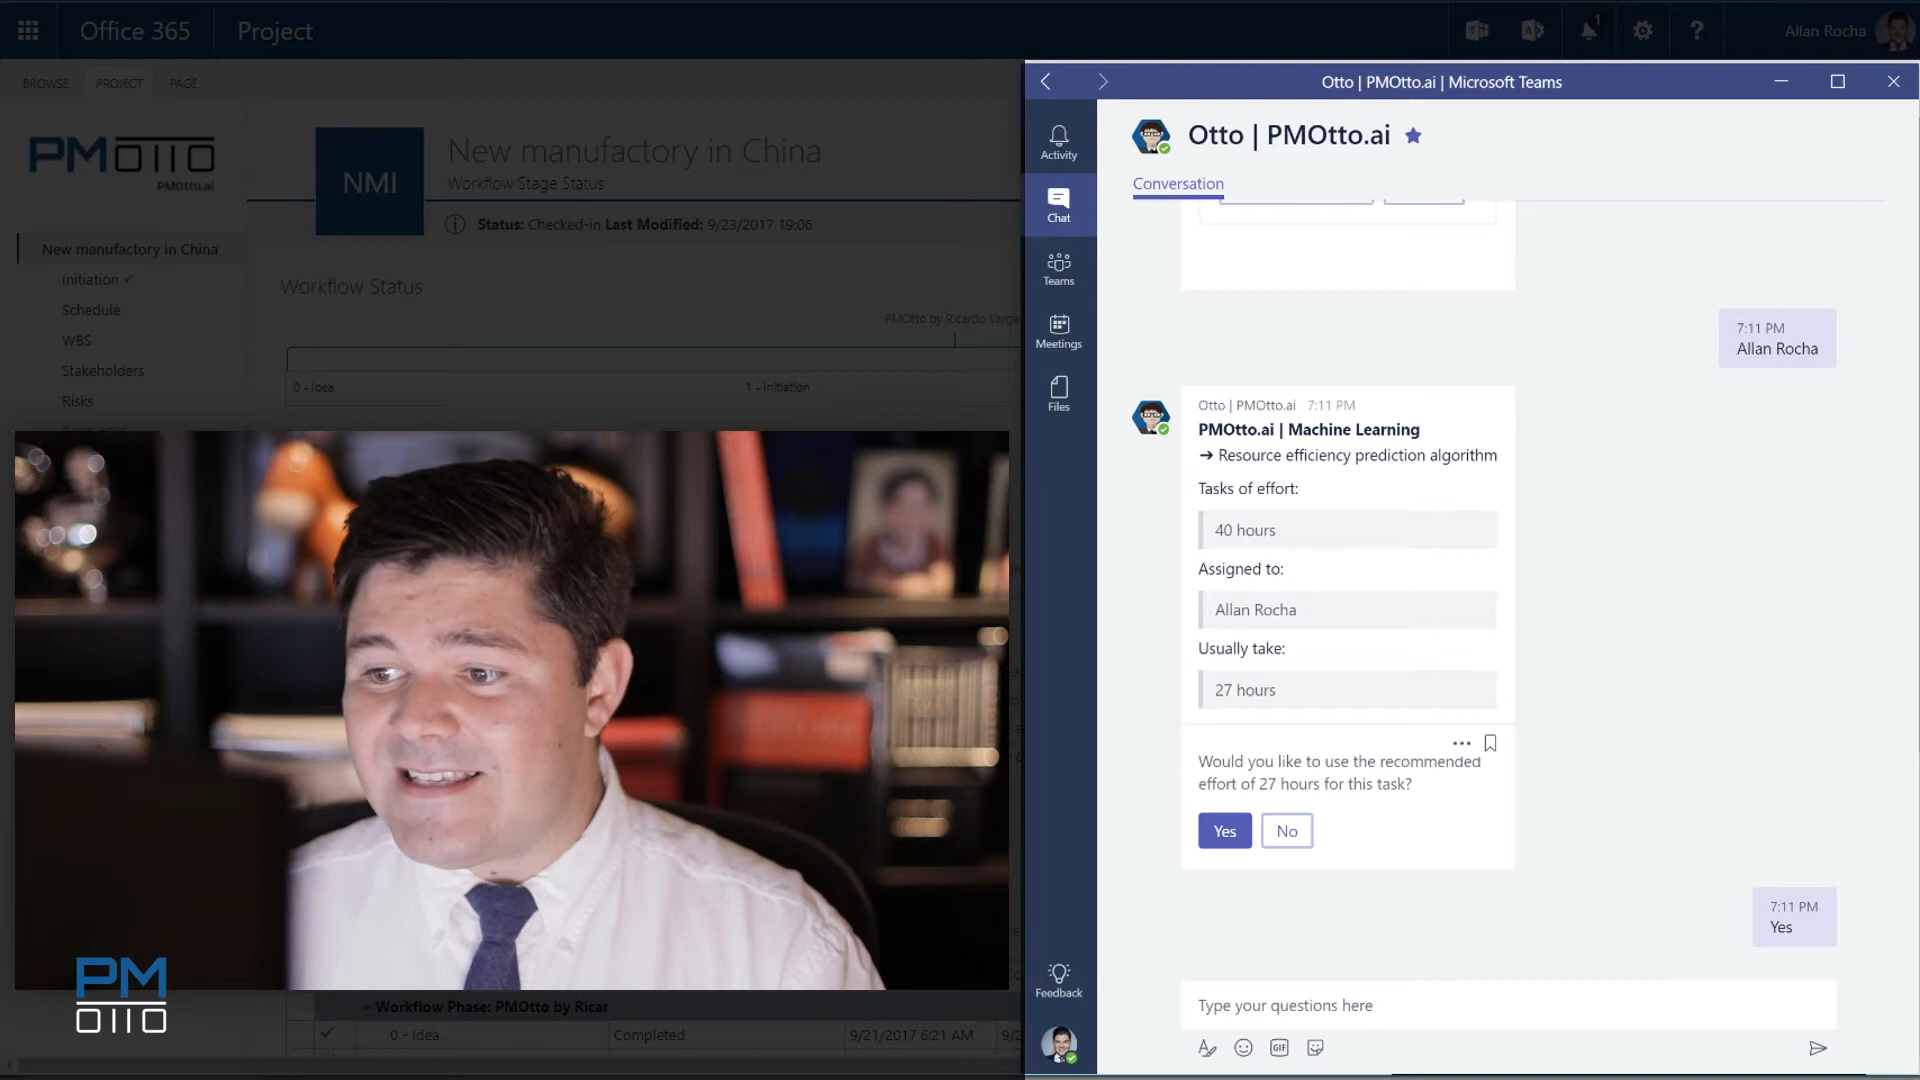 Office 365
Project
1
Allan Rocha
BROWSE
PROJECT
PAGE
PMOTTO
PMOtto.ai
New manufactory in China
Initiation ✓
Schedule
WBS
Stakeholders
Risks
NMI
New manufactory in China
Workflow Stage Status
Status: Checked-in Last Modified: 9/23/2017 19:06
Workflow Status
PMOtto by Ricardo Vargas
0 - Idea
1 - Initiation
PM
OTTO
Workflow Phase: PMOtto by Ricar
0 - Idea
Completed
9/21/2017 6:21 AM
Otto | PMOtto.ai | Microsoft Teams
Activity
Chat
Teams
Meetings
Files
Feedback
Otto | PMOtto.ai
Conversation
7:11 PM
Allan Rocha
Otto | PMOtto.ai 7:11 PM
PMOtto.ai | Machine Learning
➔ Resource efficiency prediction algorithm
Tasks of effort:
40 hours
Assigned to:
Allan Rocha
Usually take:
27 hours
Would you like to use the recommended
effort of 27 hours for this task?
Yes
No
7:11 PM
Yes
Type your questions here
GIF